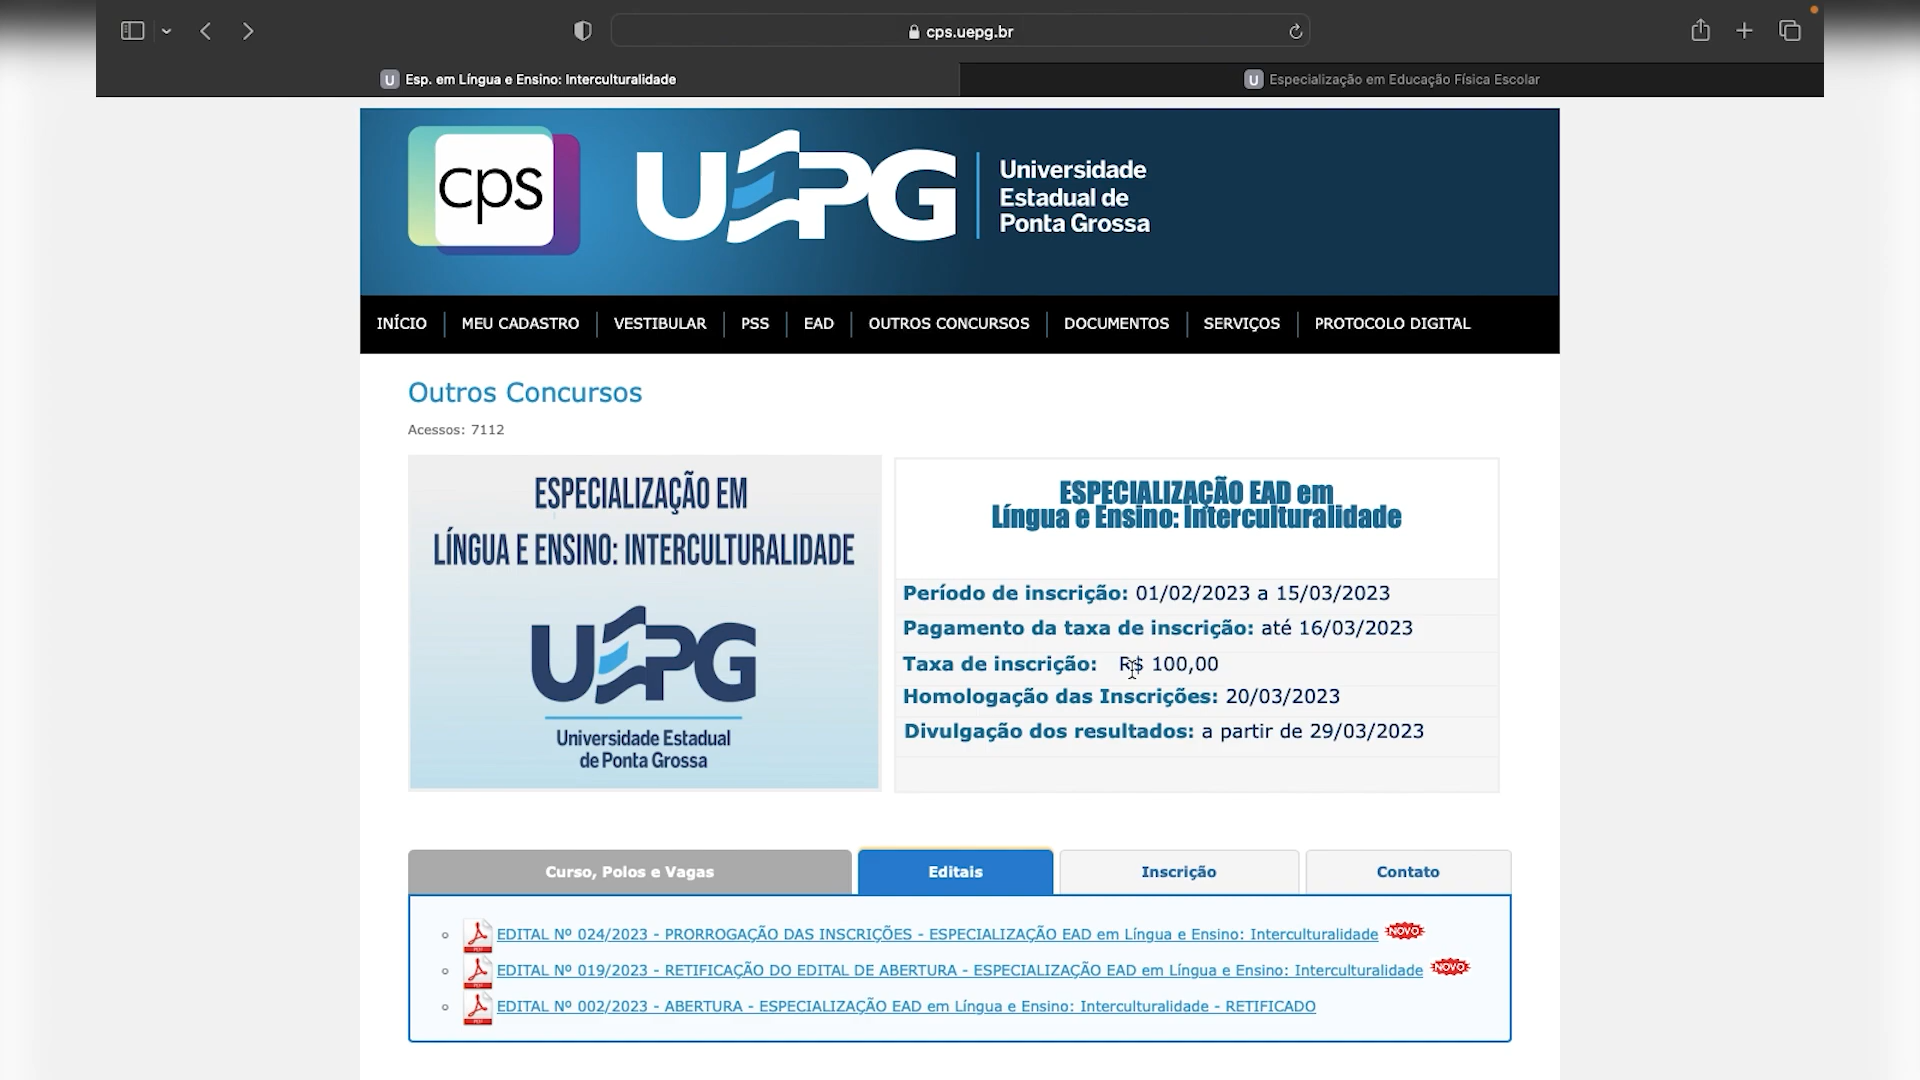 cps.uepg.br
Esp. em Língua e Ensino: Interculturalidade
Especialização em Educação Física Escolar
cps
UEPG
Universidade
Estadual de
Ponta Grossa
INÍCIO
MEU CADASTRO
VESTIBULAR
PSS
EAD
OUTROS CONCURSOS
DOCUMENTOS
SERVIÇOS
PROTOCOLO DIGITAL
Outros Concursos
Acessos: 7112
ESPECIALIZAÇÃO EM
LÍNGUA E ENSINO: INTERCULTURALIDADE
UEPG
Universidade Estadual
de Ponta Grossa
ESPECIALIZAÇÃO EAD em
Língua e Ensino: Interculturalidade
Período de inscrição: 01/02/2023 a 15/03/2023
Pagamento da taxa de inscrição: até 16/03/2023
Taxa de inscrição: R$ 100,00
Homologação das Inscrições: 20/03/2023
Divulgação dos resultados: a partir de 29/03/2023
Curso, Polos e Vagas
Editais
Inscrição
Contato
EDITAL Nº 024/2023 - PRORROGAÇÃO DAS INSCRIÇÕES - ESPECIALIZAÇÃO EAD em Língua e Ensino: Interculturalidade NOVO
EDITAL Nº 019/2023 - RETIFICAÇÃO DO EDITAL DE ABERTURA - ESPECIALIZAÇÃO EAD em Língua e Ensino: Interculturalidade NOVO
EDITAL Nº 002/2023 - ABERTURA - ESPECIALIZAÇÃO EAD em Língua e Ensino: Interculturalidade - RETIFICADO